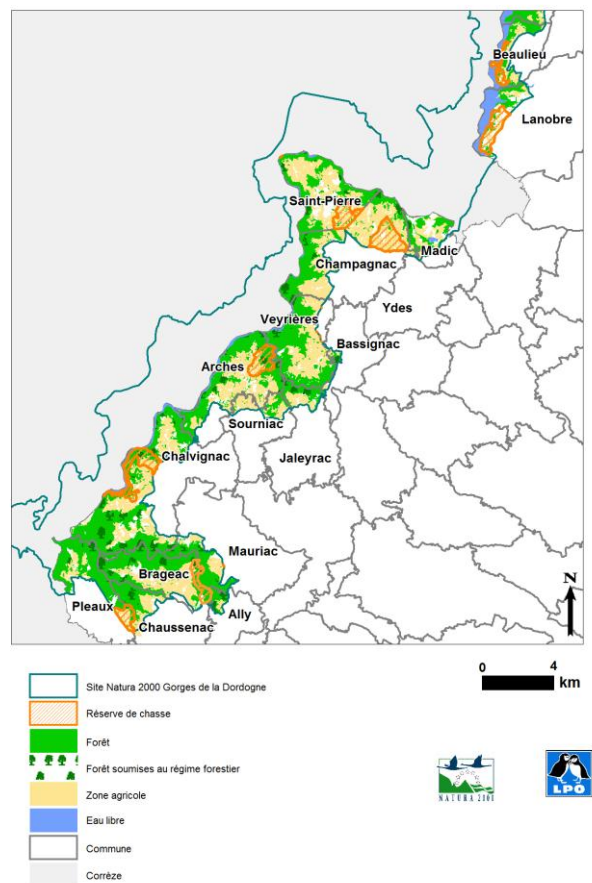 Beaulieu
Lanobre
Saint-Pierre
Madic
Champagnac
Ydes
Veyrières
Bassignac
Arches
Sourniac
Chalvignac
Jaleyrac
Mauriac
Brageac
Pleaux
Ally
Chaussenac
N
0 4
km
Site Natura 2000 Gorges de la Dordogne
Réserve de chasse
Forêt
Forêt soumises au régime forestier
Zone agricole
Eau libre
Commune
Corrèze
NATURA 2000
LPO